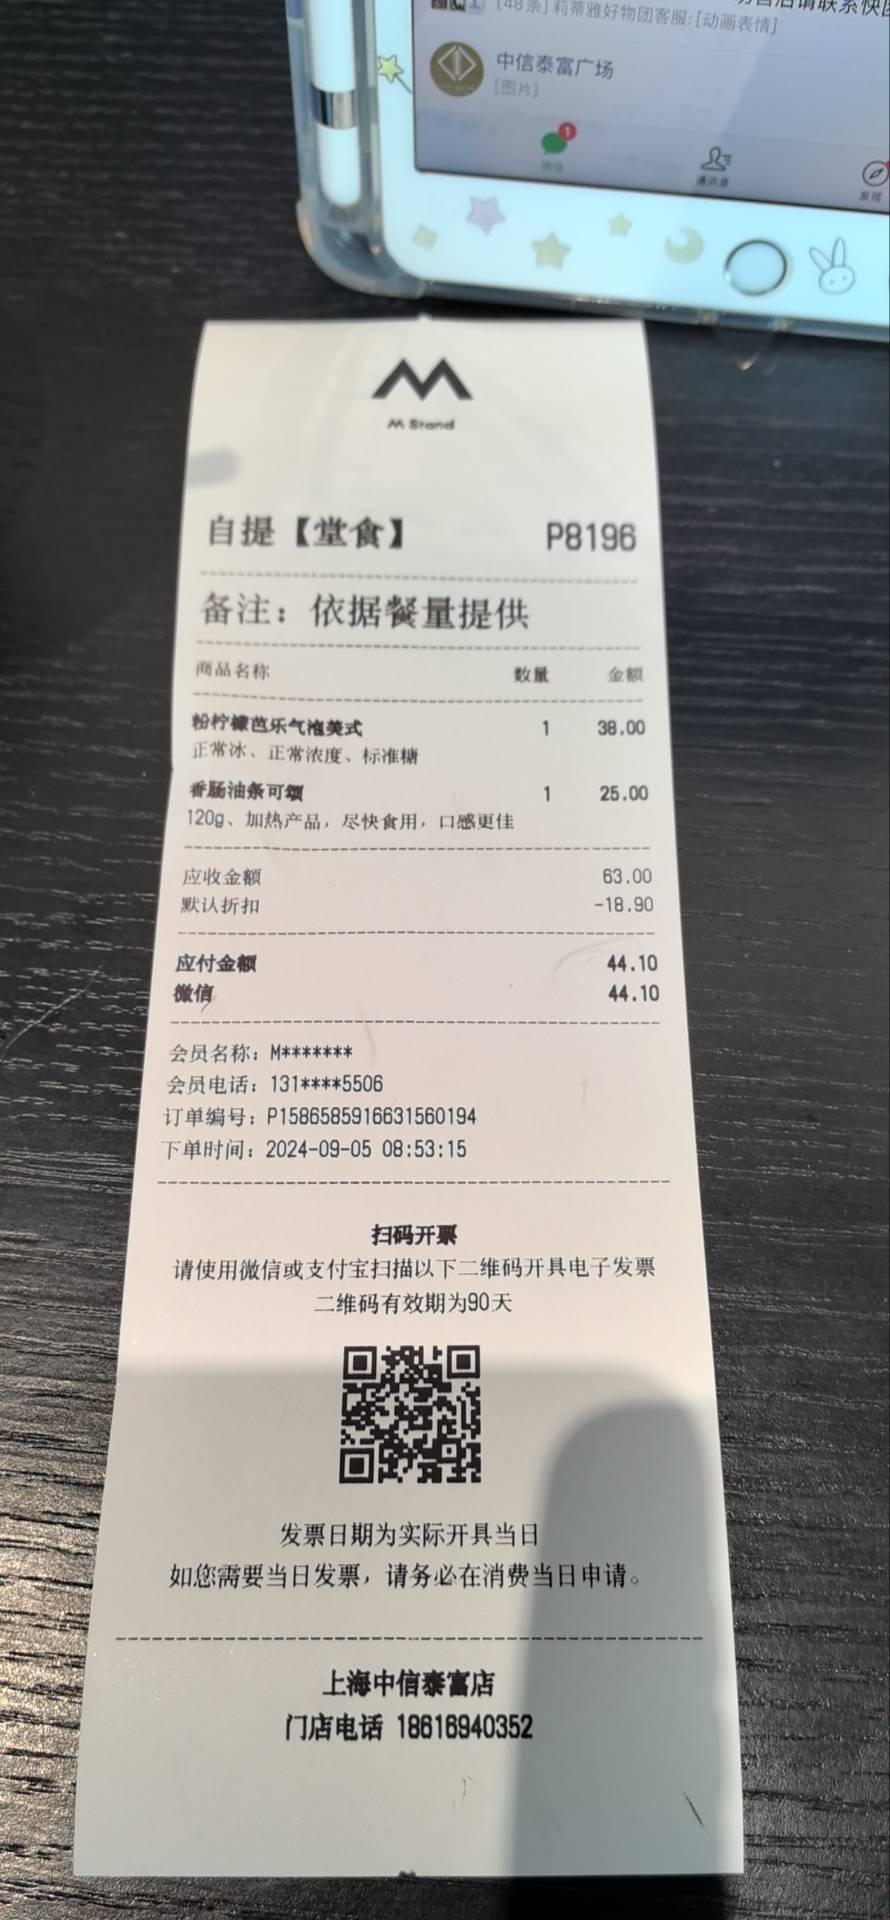 [48条]莉蒂雅好物团客服:[动画表情]
中信泰富广场
[图片]
1
微信
通讯录
发现
M Stand
自提【堂食】 P8196
备注：依据餐量提供
商品名称 数量 金额
粉柠檬芭乐气泡美式 1 38.00
正常冰、正常浓度、标准糖
香肠油条可颂 1 25.00
120g、加热产品，尽快食用，口感更佳
应收金额 63.00
默认折扣 -18.90
应付金额 44.10
微信 44.10
会员名称：M*******
会员电话：131****5506
订单编号：P1586585916631560194
下单时间：2024-09-05 08:53:15
扫码开票
请使用微信或支付宝扫描以下二维码开具电子发票
二维码有效期为90天
发票日期为实际开具当日
如您需要当日发票，请务必在消费当日申请。
上海中信泰富店
门店电话 18616940352